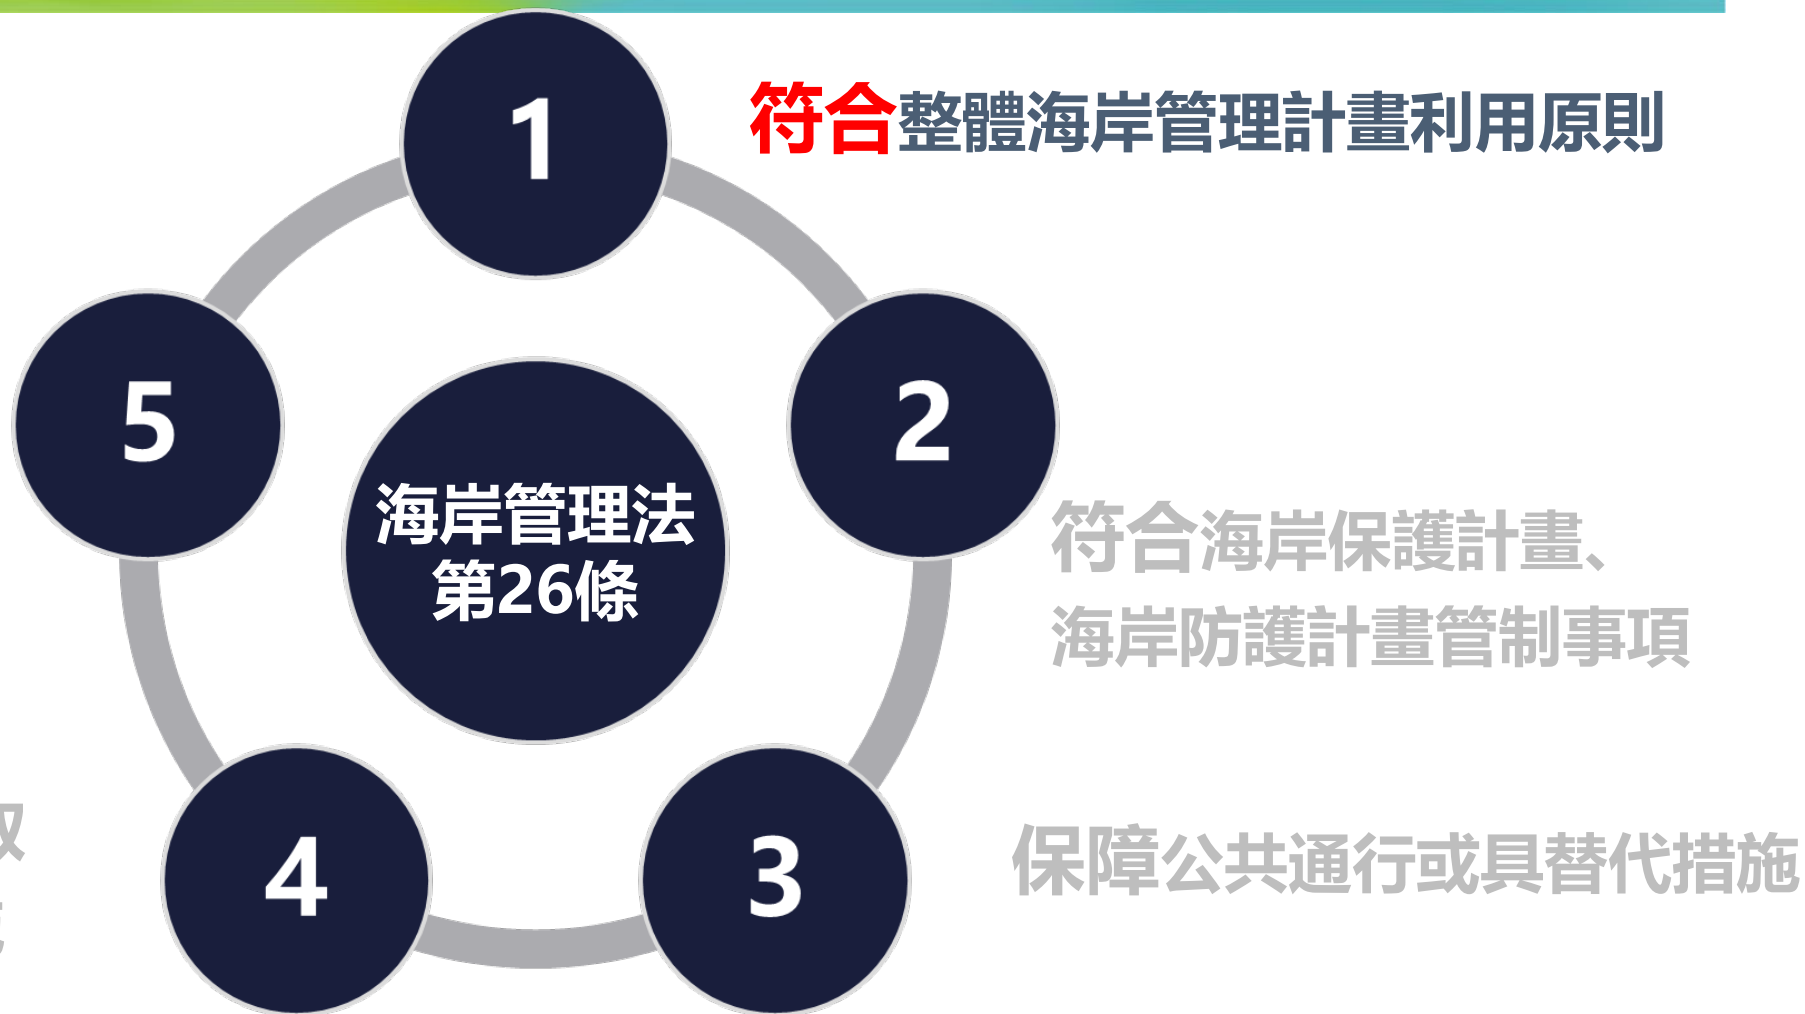 1
符合整體海岸管理計畫利用原則
2
符合海岸保護計畫、
海岸防護計畫管制事項
3
保障公共通行或具替代措施
4
5
海岸管理法
第26條